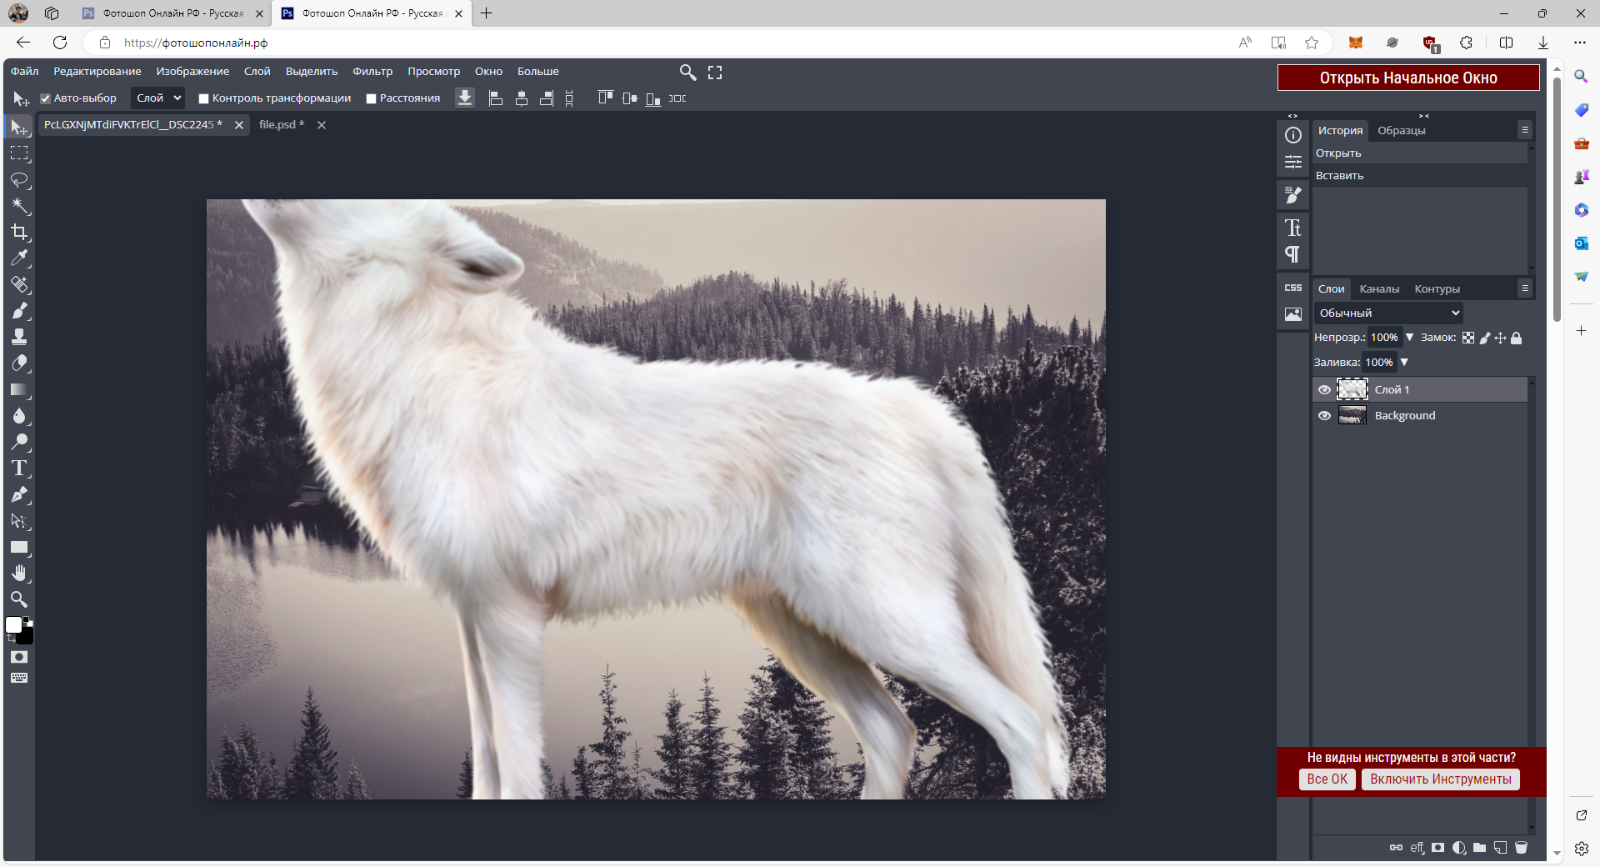 Фотошоп Онлайн РФ - Русская
Фотошоп Онлайн РФ - Русская
https://фотошопонлайн.рф
Файл Редактирование Изображение Слой Выделить Фильтр Просмотр Окно Больше
Открыть Начальное Окно
Авто-выбор Слой Контроль трансформации Расстояния
PcLGXNjMTdiFVKTrElCl__DSC2245 * file.psd *
История Образцы
Открыть
Вставить
CSS
Слои Каналы Контуры
Обычный
Непрозр.: 100% Замок:
Заливка: 100%
Слой 1
Background
Не видны инструменты в этой части?
Все ОК Включить Инструменты
eff